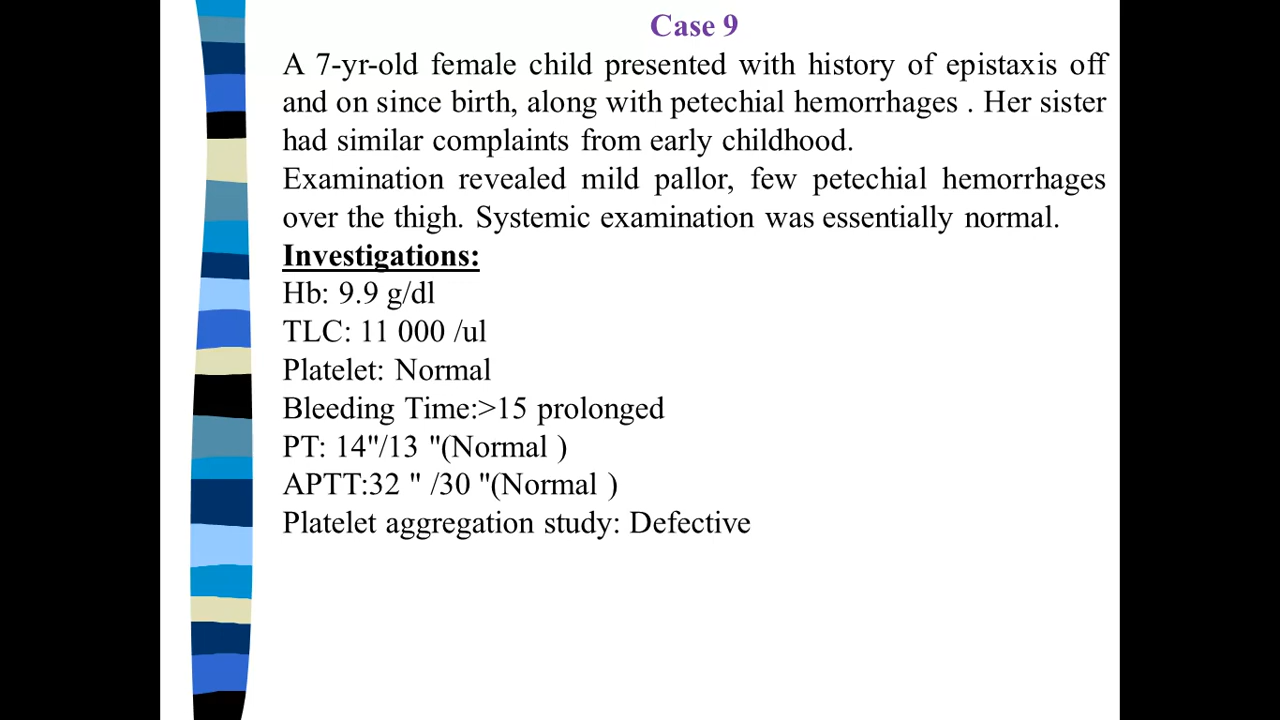 Case 9
A 7-yr-old female child presented with history of epistaxis off
and on since birth, along with petechial hemorrhages . Her sister
had similar complaints from early childhood.
Examination revealed mild pallor, few petechial hemorrhages
over the thigh. Systemic examination was essentially normal.
Investigations:
Hb: 9.9 g/dl
TLC: 11 000 /ul
Platelet: Normal
Bleeding Time:>15 prolonged
PT: 14"/13 "(Normal )
APTT:32 " /30 "(Normal )
Platelet aggregation study: Defective